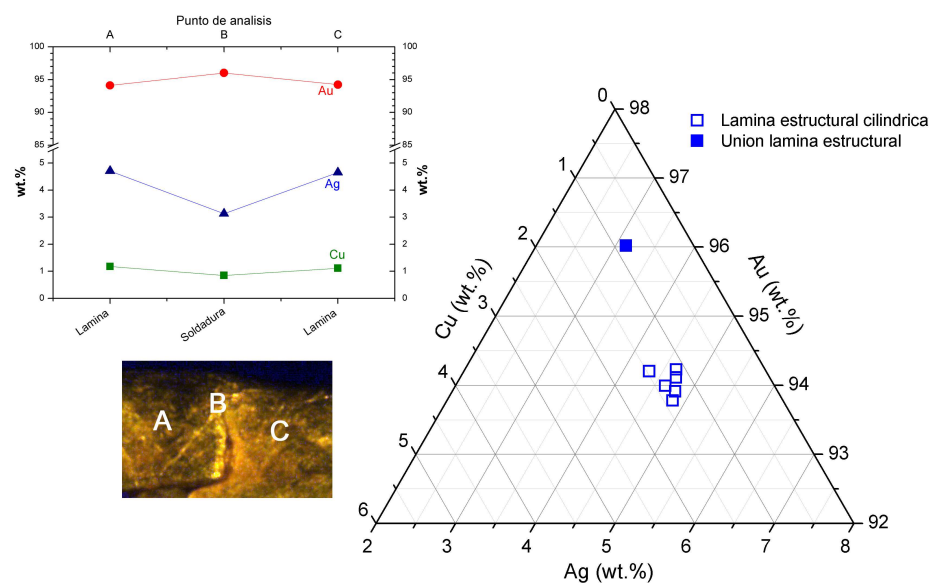 Punto de analisis
A B C
100 100
95 95
Au
90 90
85 85
wt.% wt.%
5 5
Ag
4 4
3 3
2 2
Cu
1 1
0 0
Lamina Soldadura Lamina
A B C
0 98
Lamina estructural cilindrica
Union lamina estructural
1 97
2 96
Cu (wt.%) Au (wt.%)
3 95
4 94
5 93
6 92
2 3 4 5 6 7 8
Ag (wt.%)